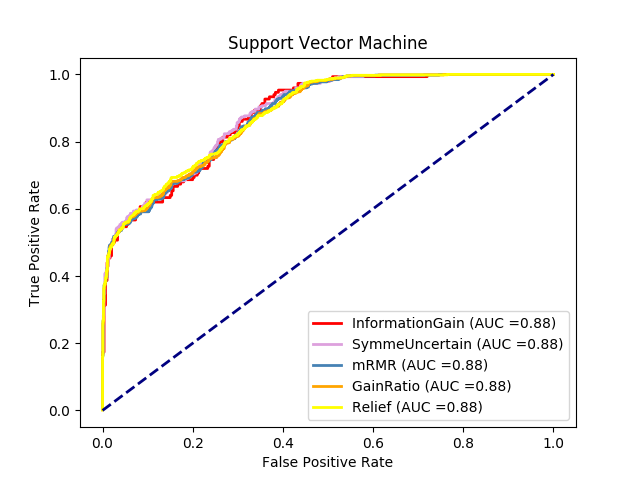 Support Vector Machine
True Positive Rate
1.0
0.8
0.6
0.4
0.2
0.0
InformationGain (AUC =0.88)
SymmeUncertain (AUC =0.88)
mRMR (AUC =0.88)
GainRatio (AUC =0.88)
Relief (AUC =0.88)
0.0 0.2 0.4 0.6 0.8 1.0
False Positive Rate